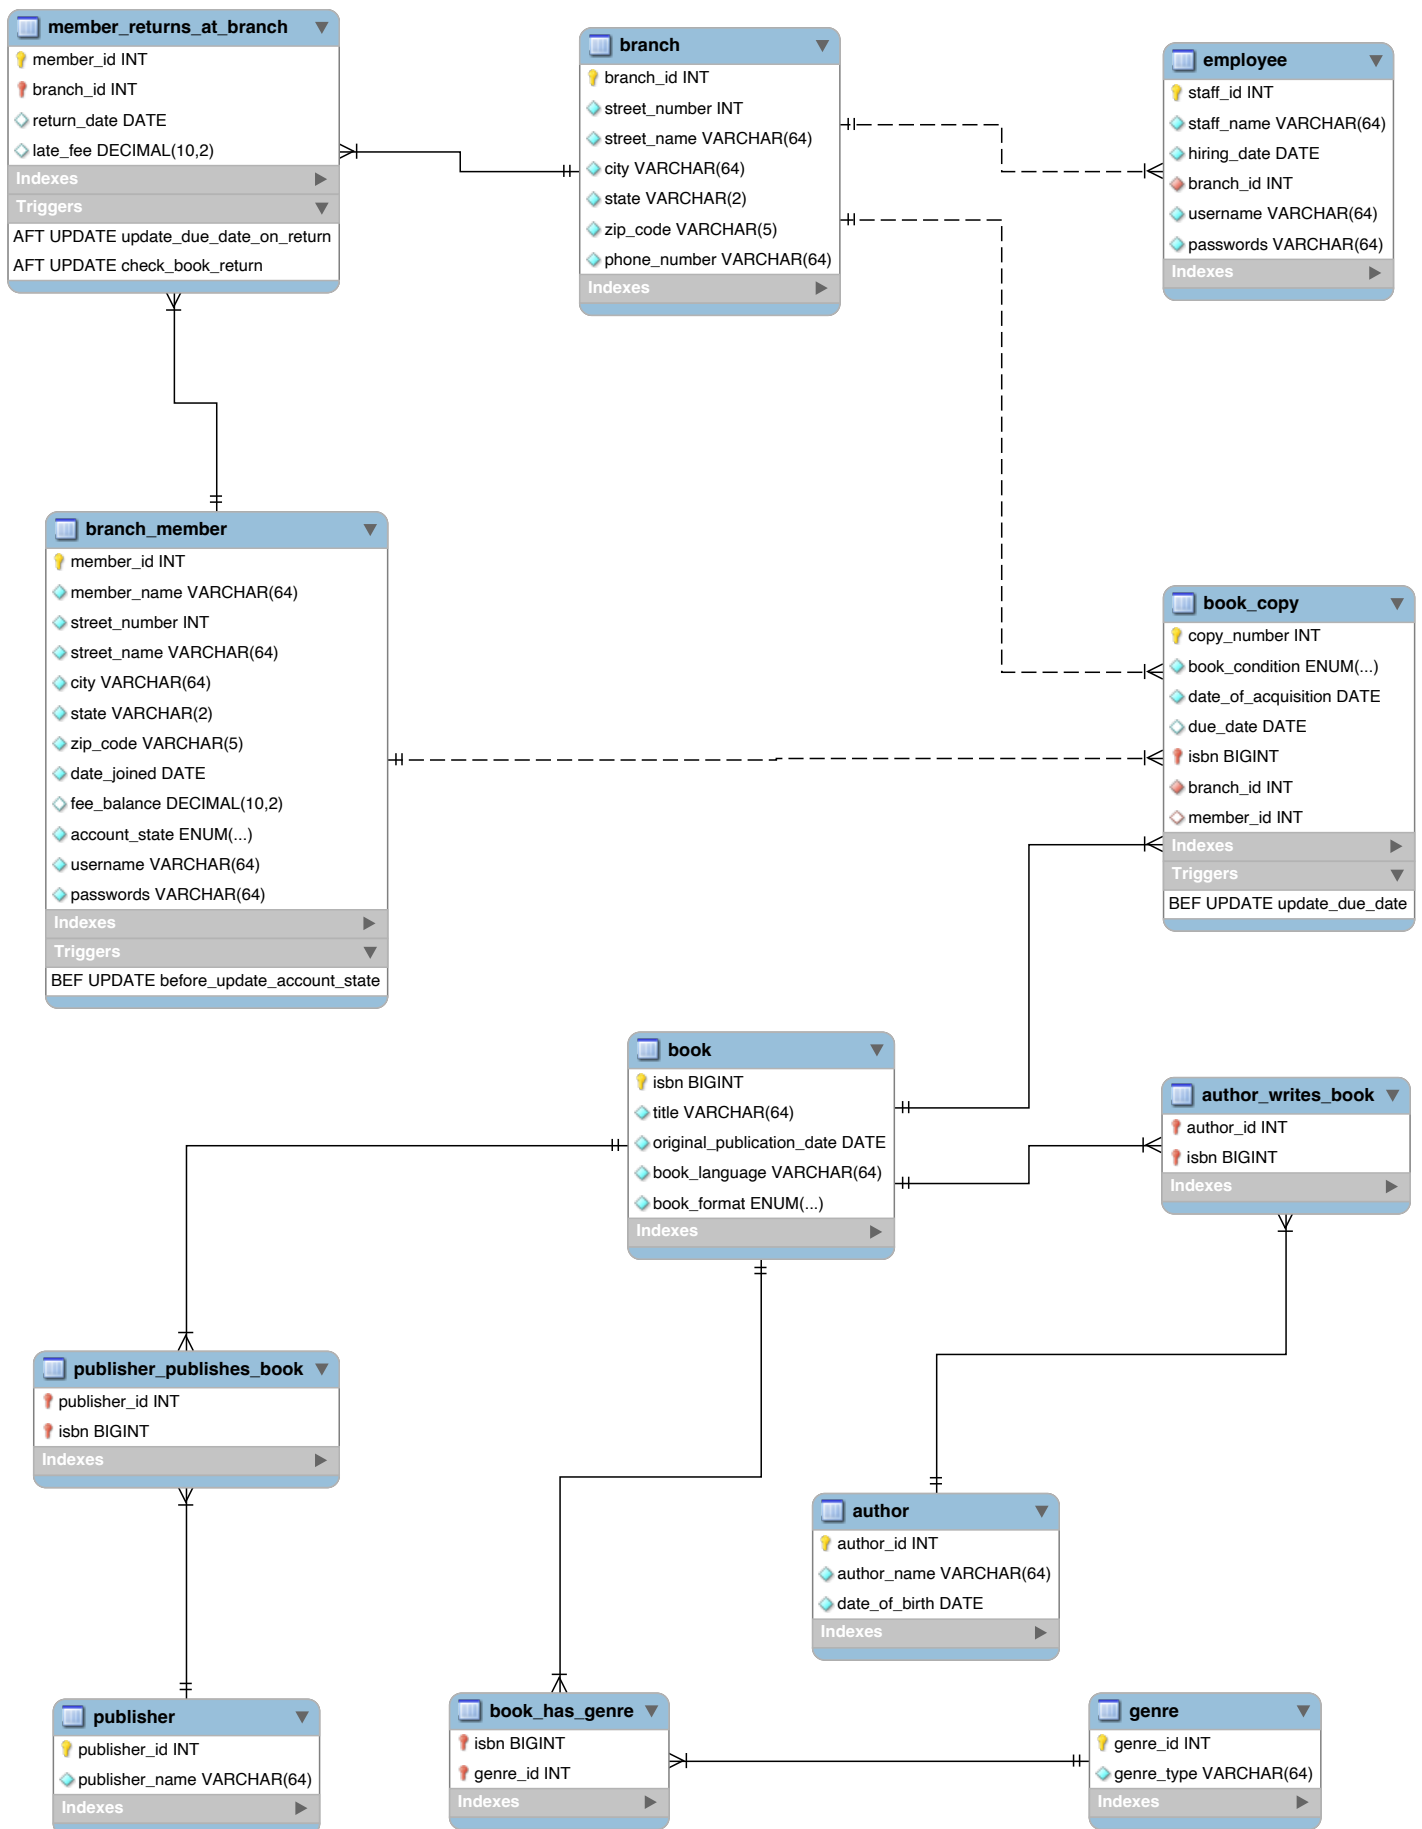 member_returns_at_branch
member_id INT
branch_id INT
return_date DATE
late_fee DECIMAL(10,2)
Indexes
Triggers
AFT UPDATE update_due_date_on_return
AFT UPDATE check_book_return
branch
branch_id INT
street_number INT
street_name VARCHAR(64)
city VARCHAR(64)
state VARCHAR(2)
zip_code VARCHAR(5)
phone_number VARCHAR(64)
Indexes
employee
staff_id INT
staff_name VARCHAR(64)
hiring_date DATE
branch_id INT
username VARCHAR(64)
passwords VARCHAR(64)
Indexes
branch_member
member_id INT
member_name VARCHAR(64)
street_number INT
street_name VARCHAR(64)
city VARCHAR(64)
state VARCHAR(2)
zip_code VARCHAR(5)
date_joined DATE
fee_balance DECIMAL(10,2)
account_state ENUM(...)
username VARCHAR(64)
passwords VARCHAR(64)
Indexes
Triggers
BEF UPDATE before_update_account_state
book_copy
copy_number INT
book_condition ENUM(...)
date_of_acquisition DATE
due_date DATE
isbn BIGINT
branch_id INT
member_id INT
Indexes
Triggers
BEF UPDATE update_due_date
book
isbn BIGINT
title VARCHAR(64)
original_publication_date DATE
book_language VARCHAR(64)
book_format ENUM(...)
Indexes
author_writes_book
author_id INT
isbn BIGINT
Indexes
publisher_publishes_book
publisher_id INT
isbn BIGINT
Indexes
author
author_id INT
author_name VARCHAR(64)
date_of_birth DATE
Indexes
publisher
publisher_id INT
publisher_name VARCHAR(64)
Indexes
book_has_genre
isbn BIGINT
genre_id INT
Indexes
genre
genre_id INT
genre_type VARCHAR(64)
Indexes